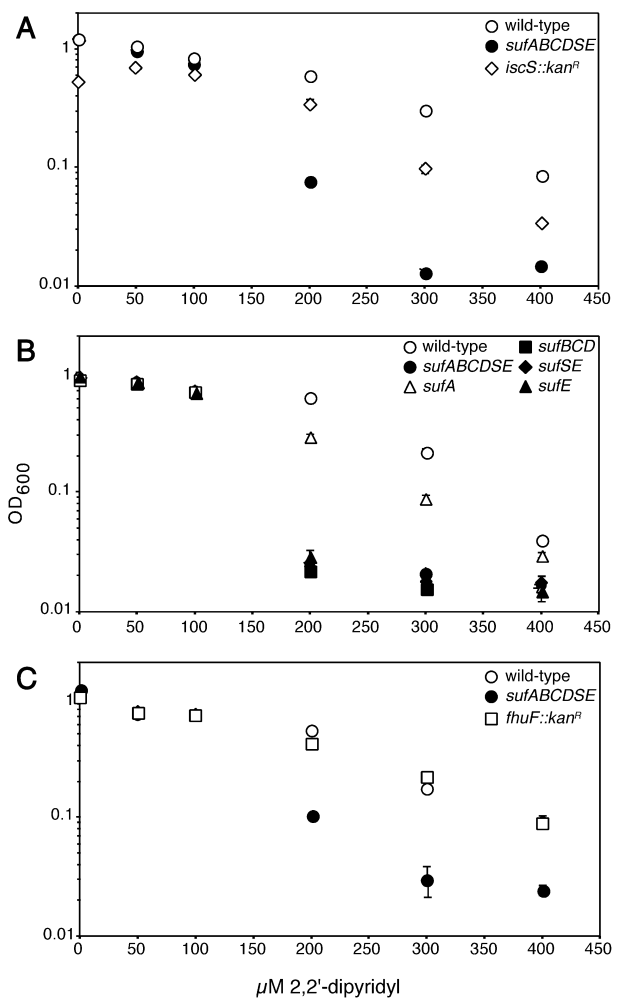 A
wild-type
sufABCDSE
iscS::kanR
1
0.1
0.01
0 50 100 150 200 250 300 350 400 450
B
wild-type sufBCD
sufABCDSE sufSE
sufA sufE
1
0.1
0.01
0 50 100 150 200 250 300 350 400 450
OD600
C
wild-type
sufABCDSE
fhuF::kanR
1
0.1
0.01
0 50 100 150 200 250 300 350 400 450
µM 2,2'-dipyridyl